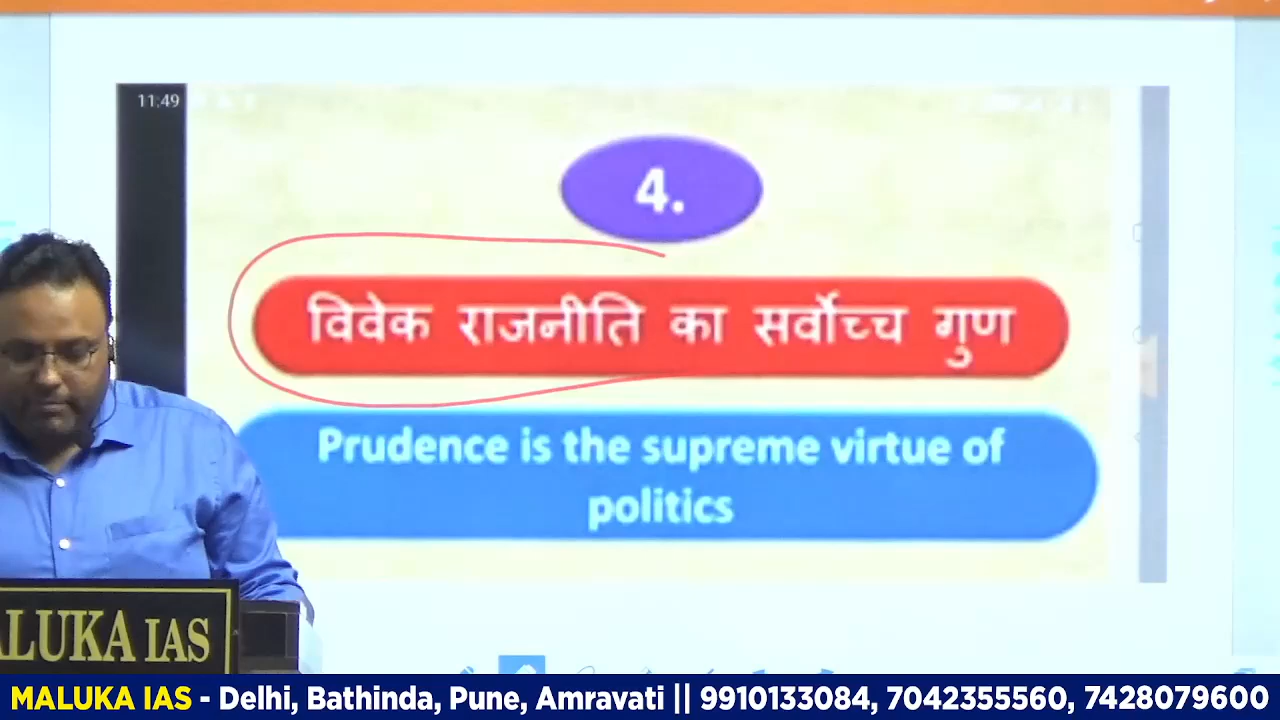 11:49
4.
विवेक राजनीति का सर्वोच्च गुण
Prudence is the supreme virtue of
politics
ALUKA IAS
MALUKA IAS - Delhi, Bathinda, Pune, Amravati || 9910133084, 7042355560, 7428079600